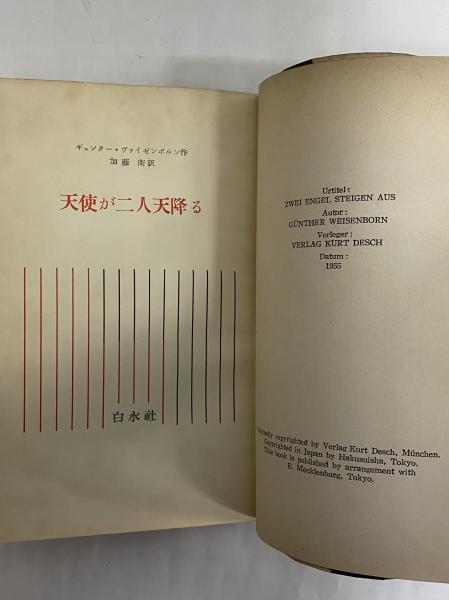 ギュンター・ヴァイゼンボルン作
加藤 衛訳
天使が二人天降る
白水社
Urtitel:
ZWEI ENGEL STEIGEN AUS
Autor:
GÜNTHER WEISENBORN
Verleger:
VERLAG KURT DESCH
Datum:
1955
Originally copyrighted by Verlag Kurt Desch, München.
Copyrighted in Japan by Hakusuisha, Tokyo.
This book is published by arrangement with
E. Mecklenburg, Tokyo.